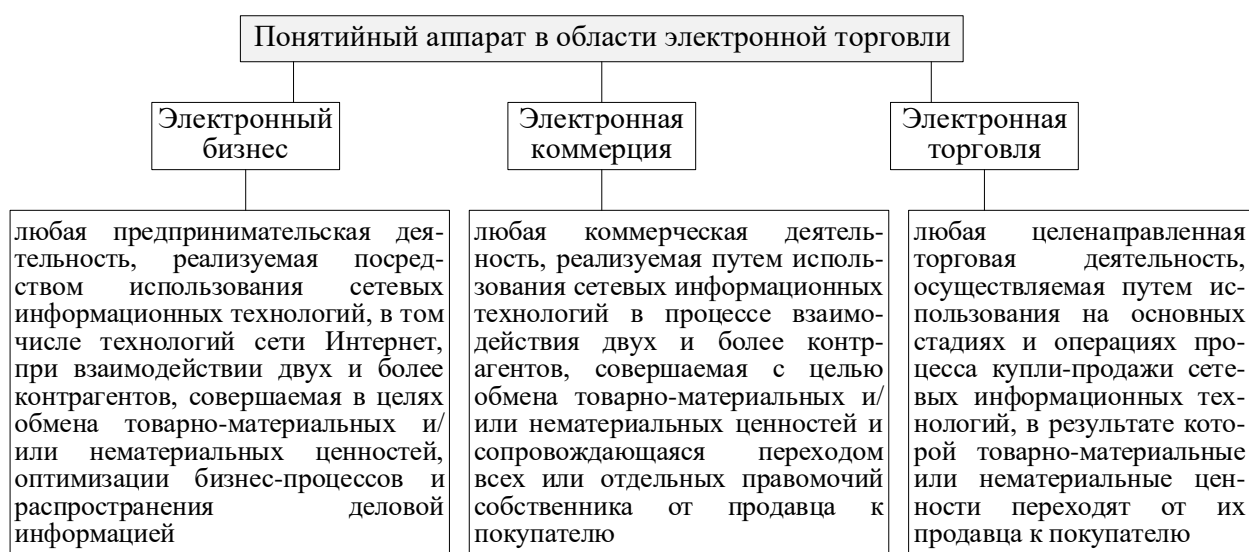 Понятийный аппарат в области электронной торговли
Электронный
бизнес
Электронная
коммерция
Электронная
торговля
любая предпринимательская дея-
тельность, реализуемая посред-
ством использования сетевых
информационных технологий, в том
числе технологий сети Интернет,
при взаимодействии двух и более
контрагентов, совершаемая в целях
обмена товарно-материальных и/
или нематериальных ценностей,
оптимизации бизнес-процессов и
распространения деловой
информацией
любая коммерческая деятель-
ность, реализуемая путем исполь-
зования сетевых информационных
технологий в процессе взаимо-
действия двух и более контр-
агентов, совершаемая с целью
обмена товарно-материальных и/
или нематериальных ценностей и
сопровождающаяся переходом
всех или отдельных правомочий
собственника от продавца к
покупателю
любая целенаправленная
торговая деятельность,
осуществляемая путем ис-
пользования на основных
стадиях и операциях про-
цесса купли-продажи сете-
вых информационных тех-
нологий, в результате кото-
рой товарно-материальные
или нематериальные цен-
ности переходят от их
продавца к покупателю